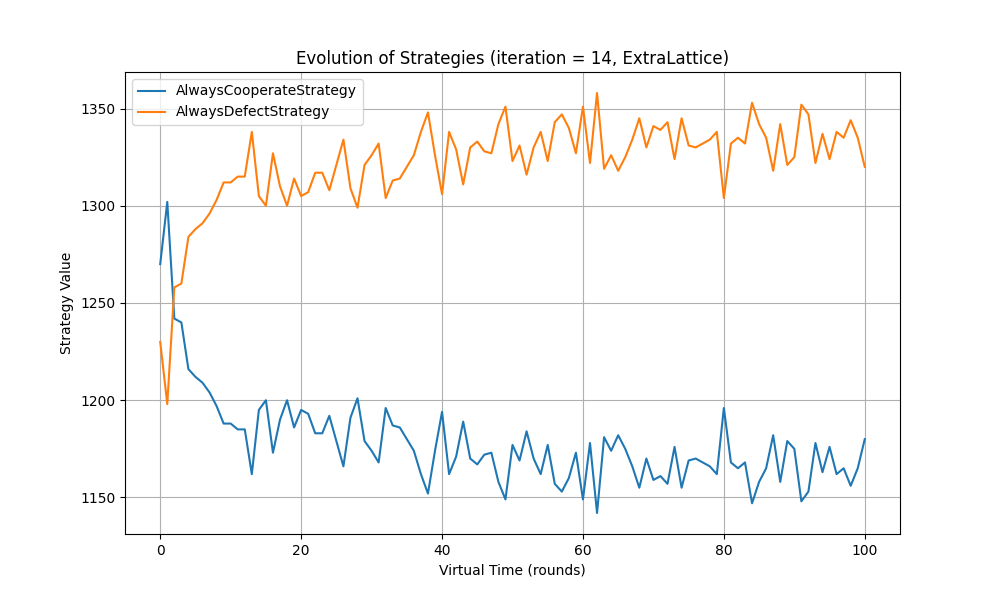 Evolution of Strategies (iteration = 14, ExtraLattice)
AlwaysCooperateStrategy
AlwaysDefectStrategy
1350
1300
1250
1200
1150
Strategy Value
0 20 40 60 80 100
Virtual Time (rounds)